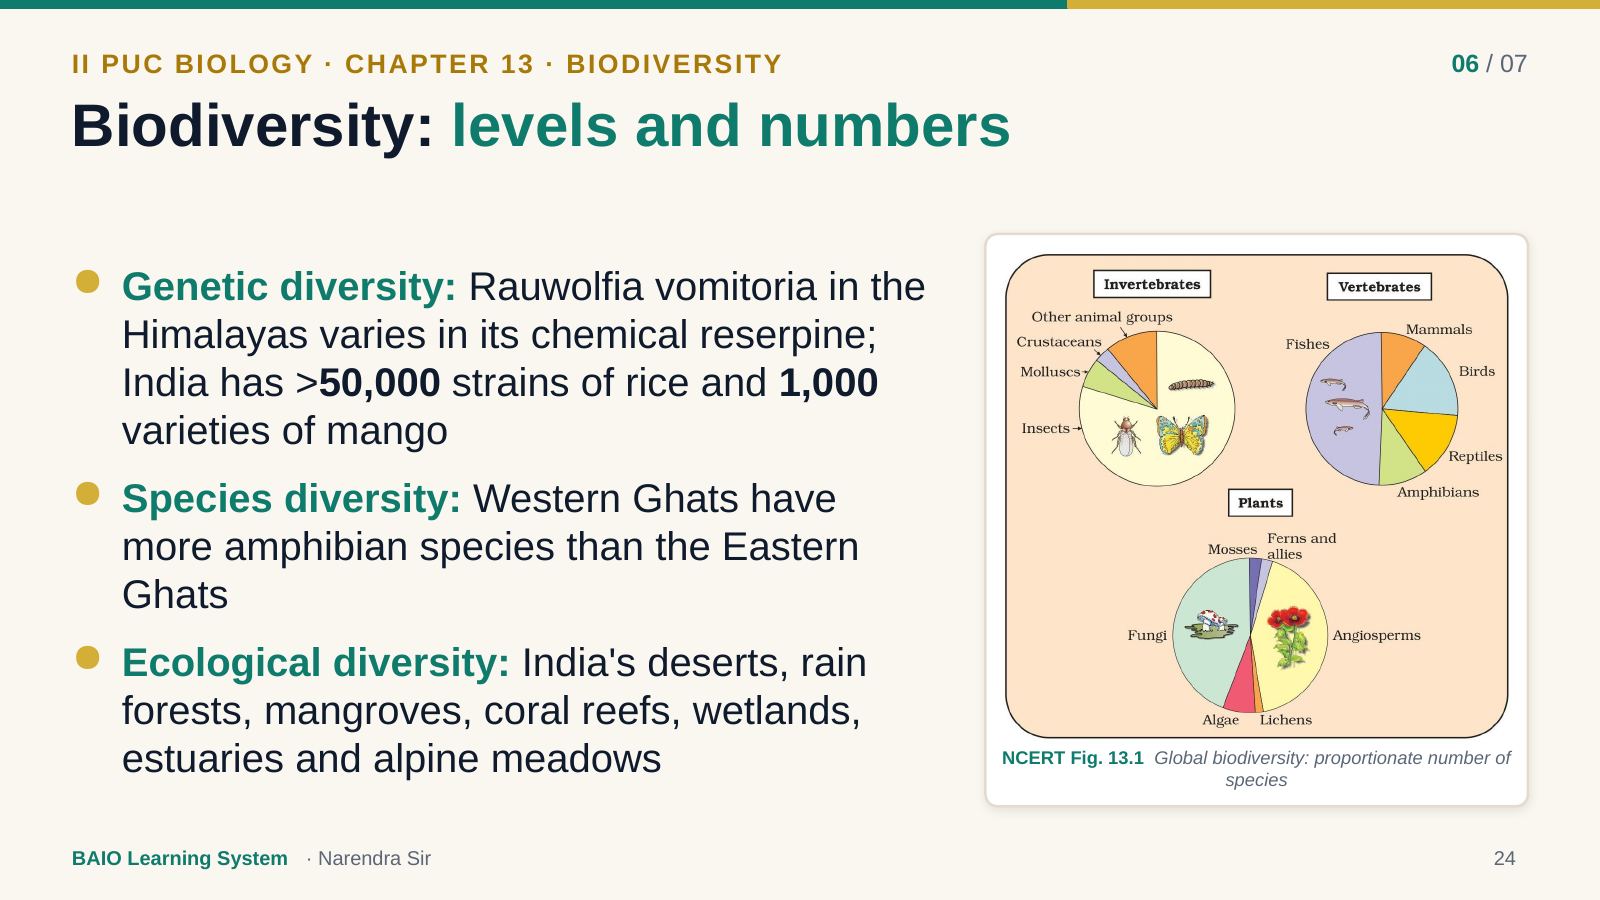 II PUC BIOLOGY · CHAPTER 13 · BIODIVERSITY
06 / 07
Biodiversity: levels and numbers
Genetic diversity: Rauwolfia vomitoria in the
Himalayas varies in its chemical reserpine;
India has >50,000 strains of rice and 1,000
varieties of mango
Species diversity: Western Ghats have
more amphibian species than the Eastern
Ghats
Ecological diversity: India's deserts, rain
forests, mangroves, coral reefs, wetlands,
estuaries and alpine meadows
Invertebrates
Other animal groups
Crustaceans
Molluscs
Insects
Vertebrates
Mammals
Fishes
Birds
Reptiles
Amphibians
Plants
Ferns and
allies
Mosses
Fungi
Angiosperms
Algae
Lichens
NCERT Fig. 13.1 Global biodiversity: proportionate number of
species
BAIO Learning System · Narendra Sir
24